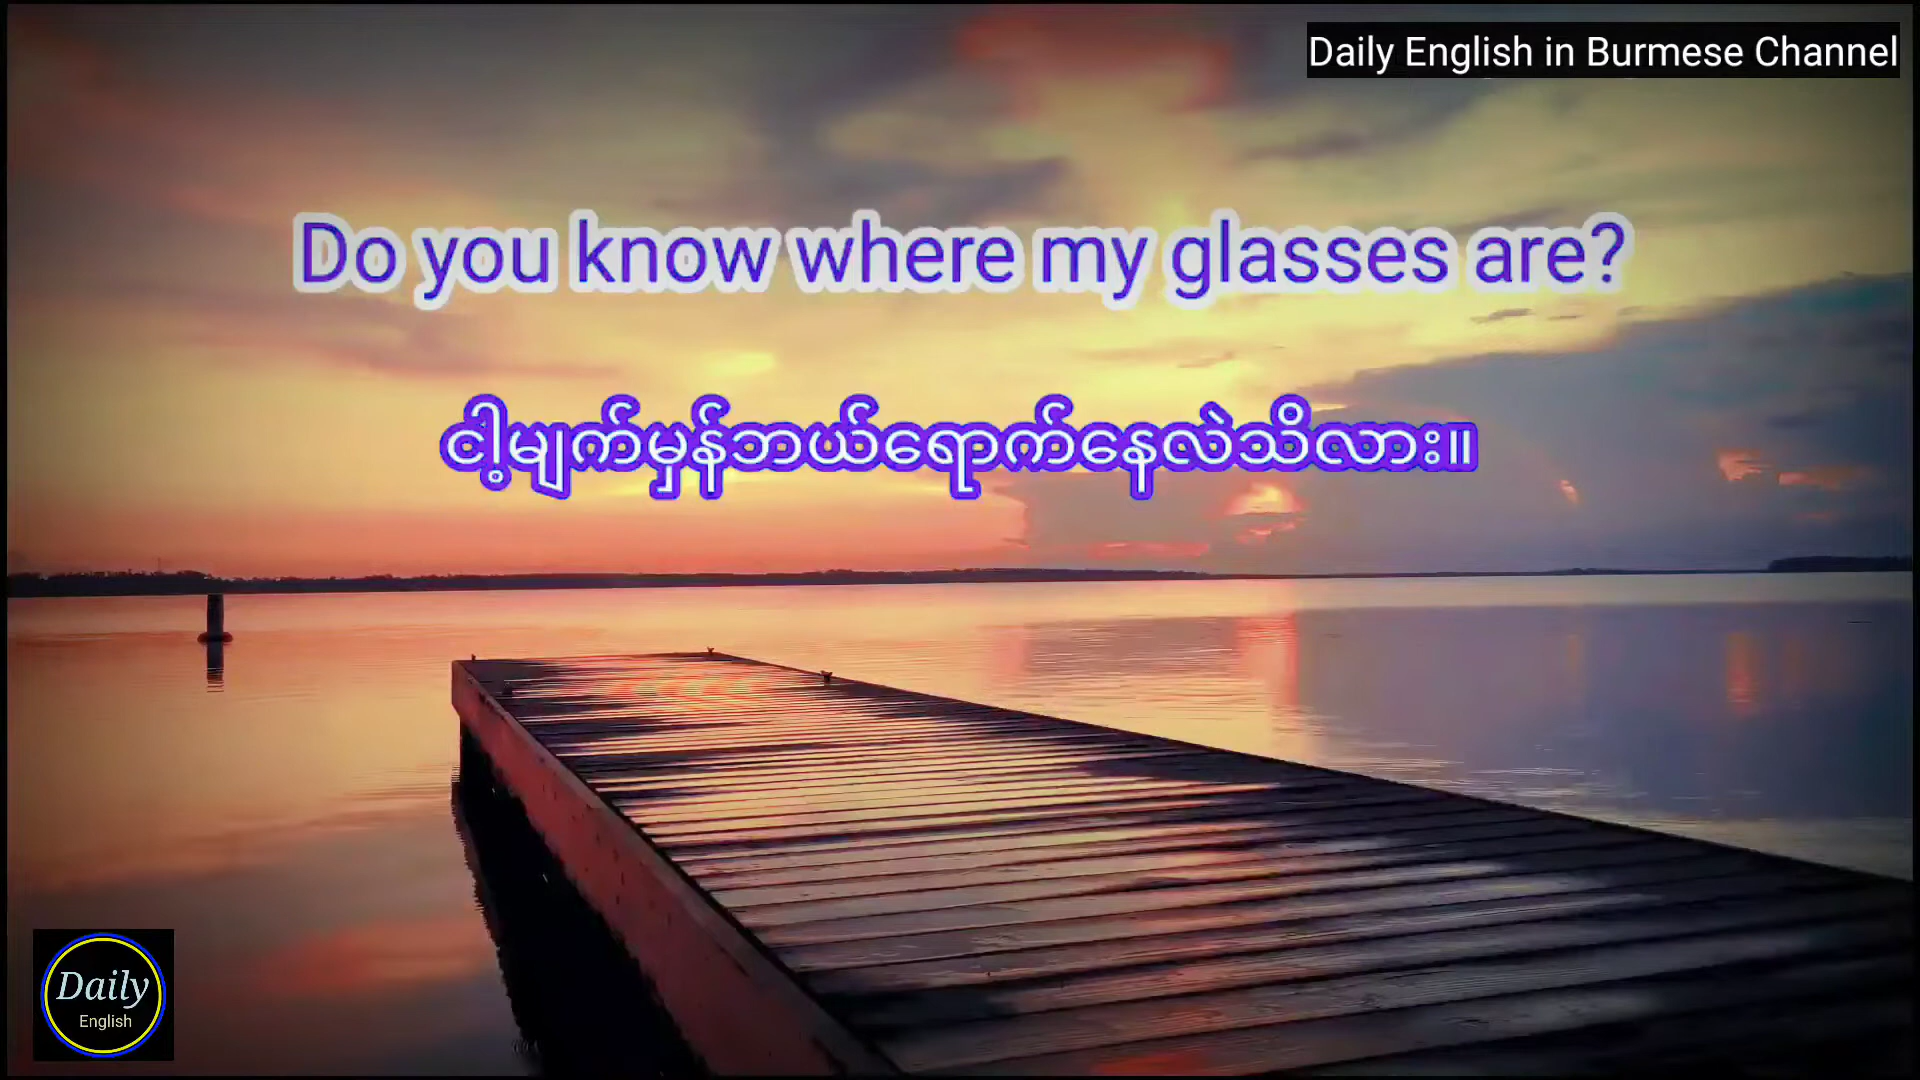 Daily English in Burmese Channel
Do you know where my glasses are?
ငါ့မျက်မှန်ဘယ်ရောက်နေလဲသိလား။
Daily
English